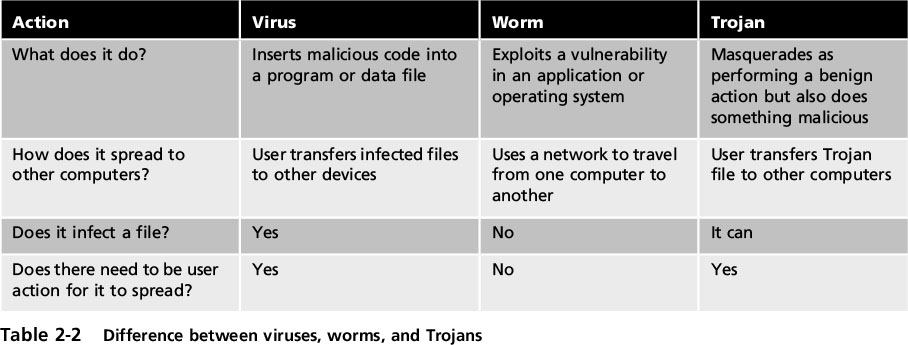 Action Virus Worm Trojan
What does it do? Inserts malicious code into Exploits a vulnerability Masquerades as
a program or data file in an application or performing a benign
operating system action but also does
something malicious
How does it spread to User transfers infected files Uses a network to travel User transfers Trojan
other computers? to other devices from one computer to file to other computers
another
Does it infect a file? Yes No It can
Does there need to be user Yes No Yes
action for it to spread?
Table 2-2 Difference between viruses, worms, and Trojans